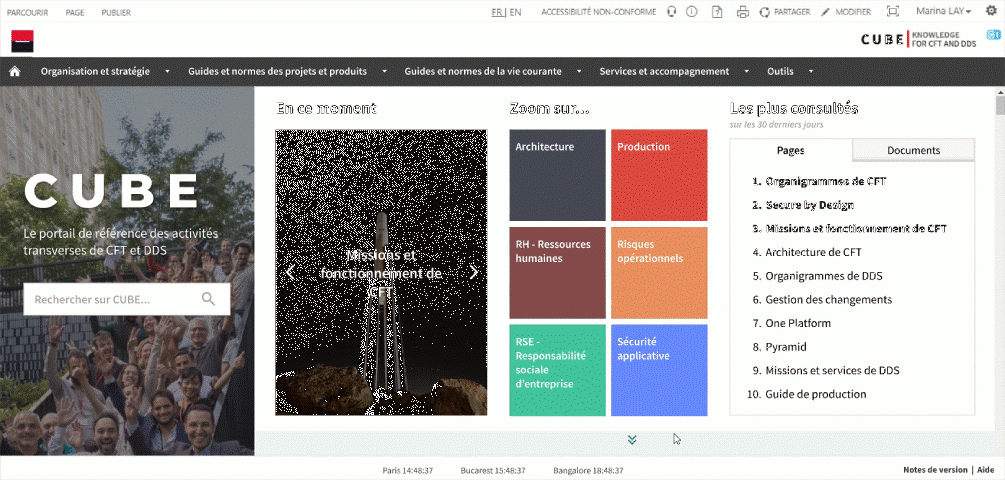 PARCOURIR PAGE PUBLIER
FR | EN ACCESSIBILITÉ NON-CONFORME PARTAGER MODIFIER Marina LAY
CUBE KNOWLEDGE
FOR CFT AND DDS
Organisation et stratégie Guides et normes des projets et produits Guides et normes de la vie courante Services et accompagnement Outils
CUBE
Le portail de référence des activités
transverses de CFT et DDS
Rechercher sur CUBE...
En ce moment
Missions et
fonctionnement de
CFT
Zoom sur...
Architecture
Production
RH - Ressources
humaines
Risques
opérationnels
RSE -
Responsabilité
sociale
d'entreprise
Sécurité
applicative
Les plus consultés
sur les 30 derniers jours
Pages Documents
1. Organigrammes de CFT
2. Secure by Design
3. Missions et fonctionnement de CFT
4. Architecture de CFT
5. Organigrammes de DDS
6. Gestion des changements
7. One Platform
8. Pyramid
9. Missions et services de DDS
10. Guide de production
Paris 14:48:37 Bucarest 15:48:37 Bangalore 18:48:37
Notes de version | Aide